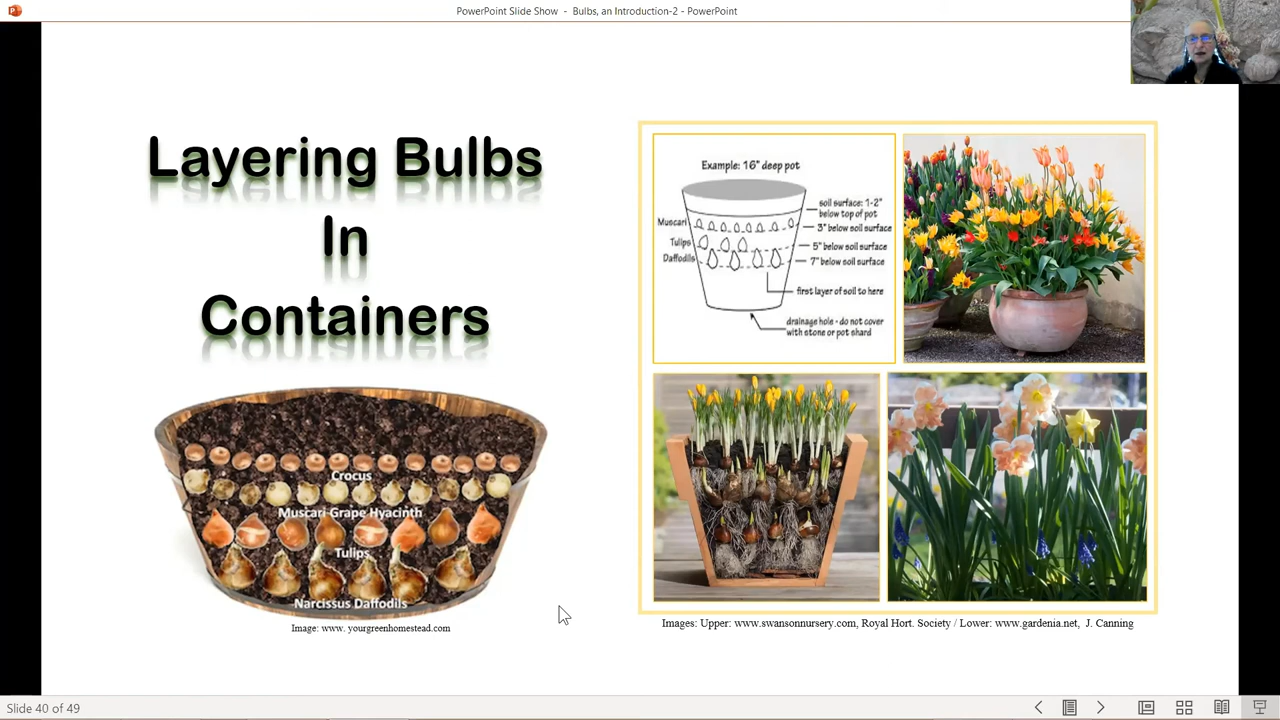 PowerPoint Slide Show - Bulbs, an Introduction-2 - PowerPoint
Layering Bulbs
In
Containers
Crocus
Muscari Grape Hyacinth
Tulips
Narcissus Daffodils
Image: www. yourgreenhomestead.com
Example: 16" deep pot
soil surface: 1-2"
below top of pot
Muscari
3" below soil surface
Tulips
5" below soil surface
Daffodils
7" below soil surface
first layer of soil to here
drainage hole - do not cover
with stone or pot shard
Images: Upper: www.swansonnursery.com, Royal Hort. Society / Lower: www.gardenia.net, J. Canning
Slide 40 of 49